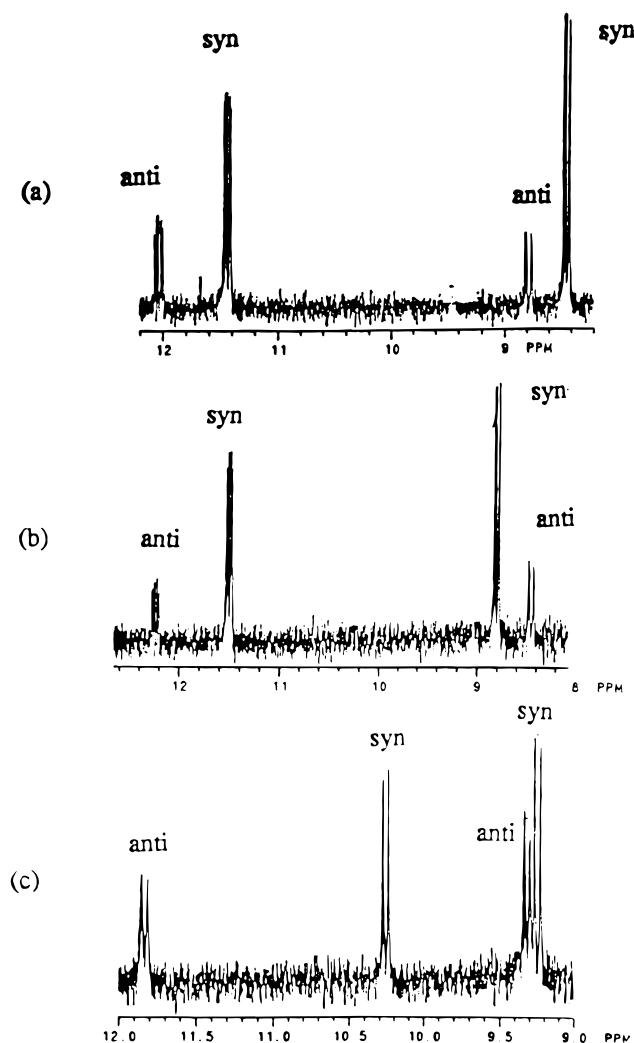 syn
syn
anti
anti
(a)
12 11 10 9 PPM
syn
syn
anti
anti
(b)
12 11 10 9 8 PPM
syn
syn
anti
anti
(c)
12.0 11.5 11.0 10.5 10.0 9.5 9.0 PPM